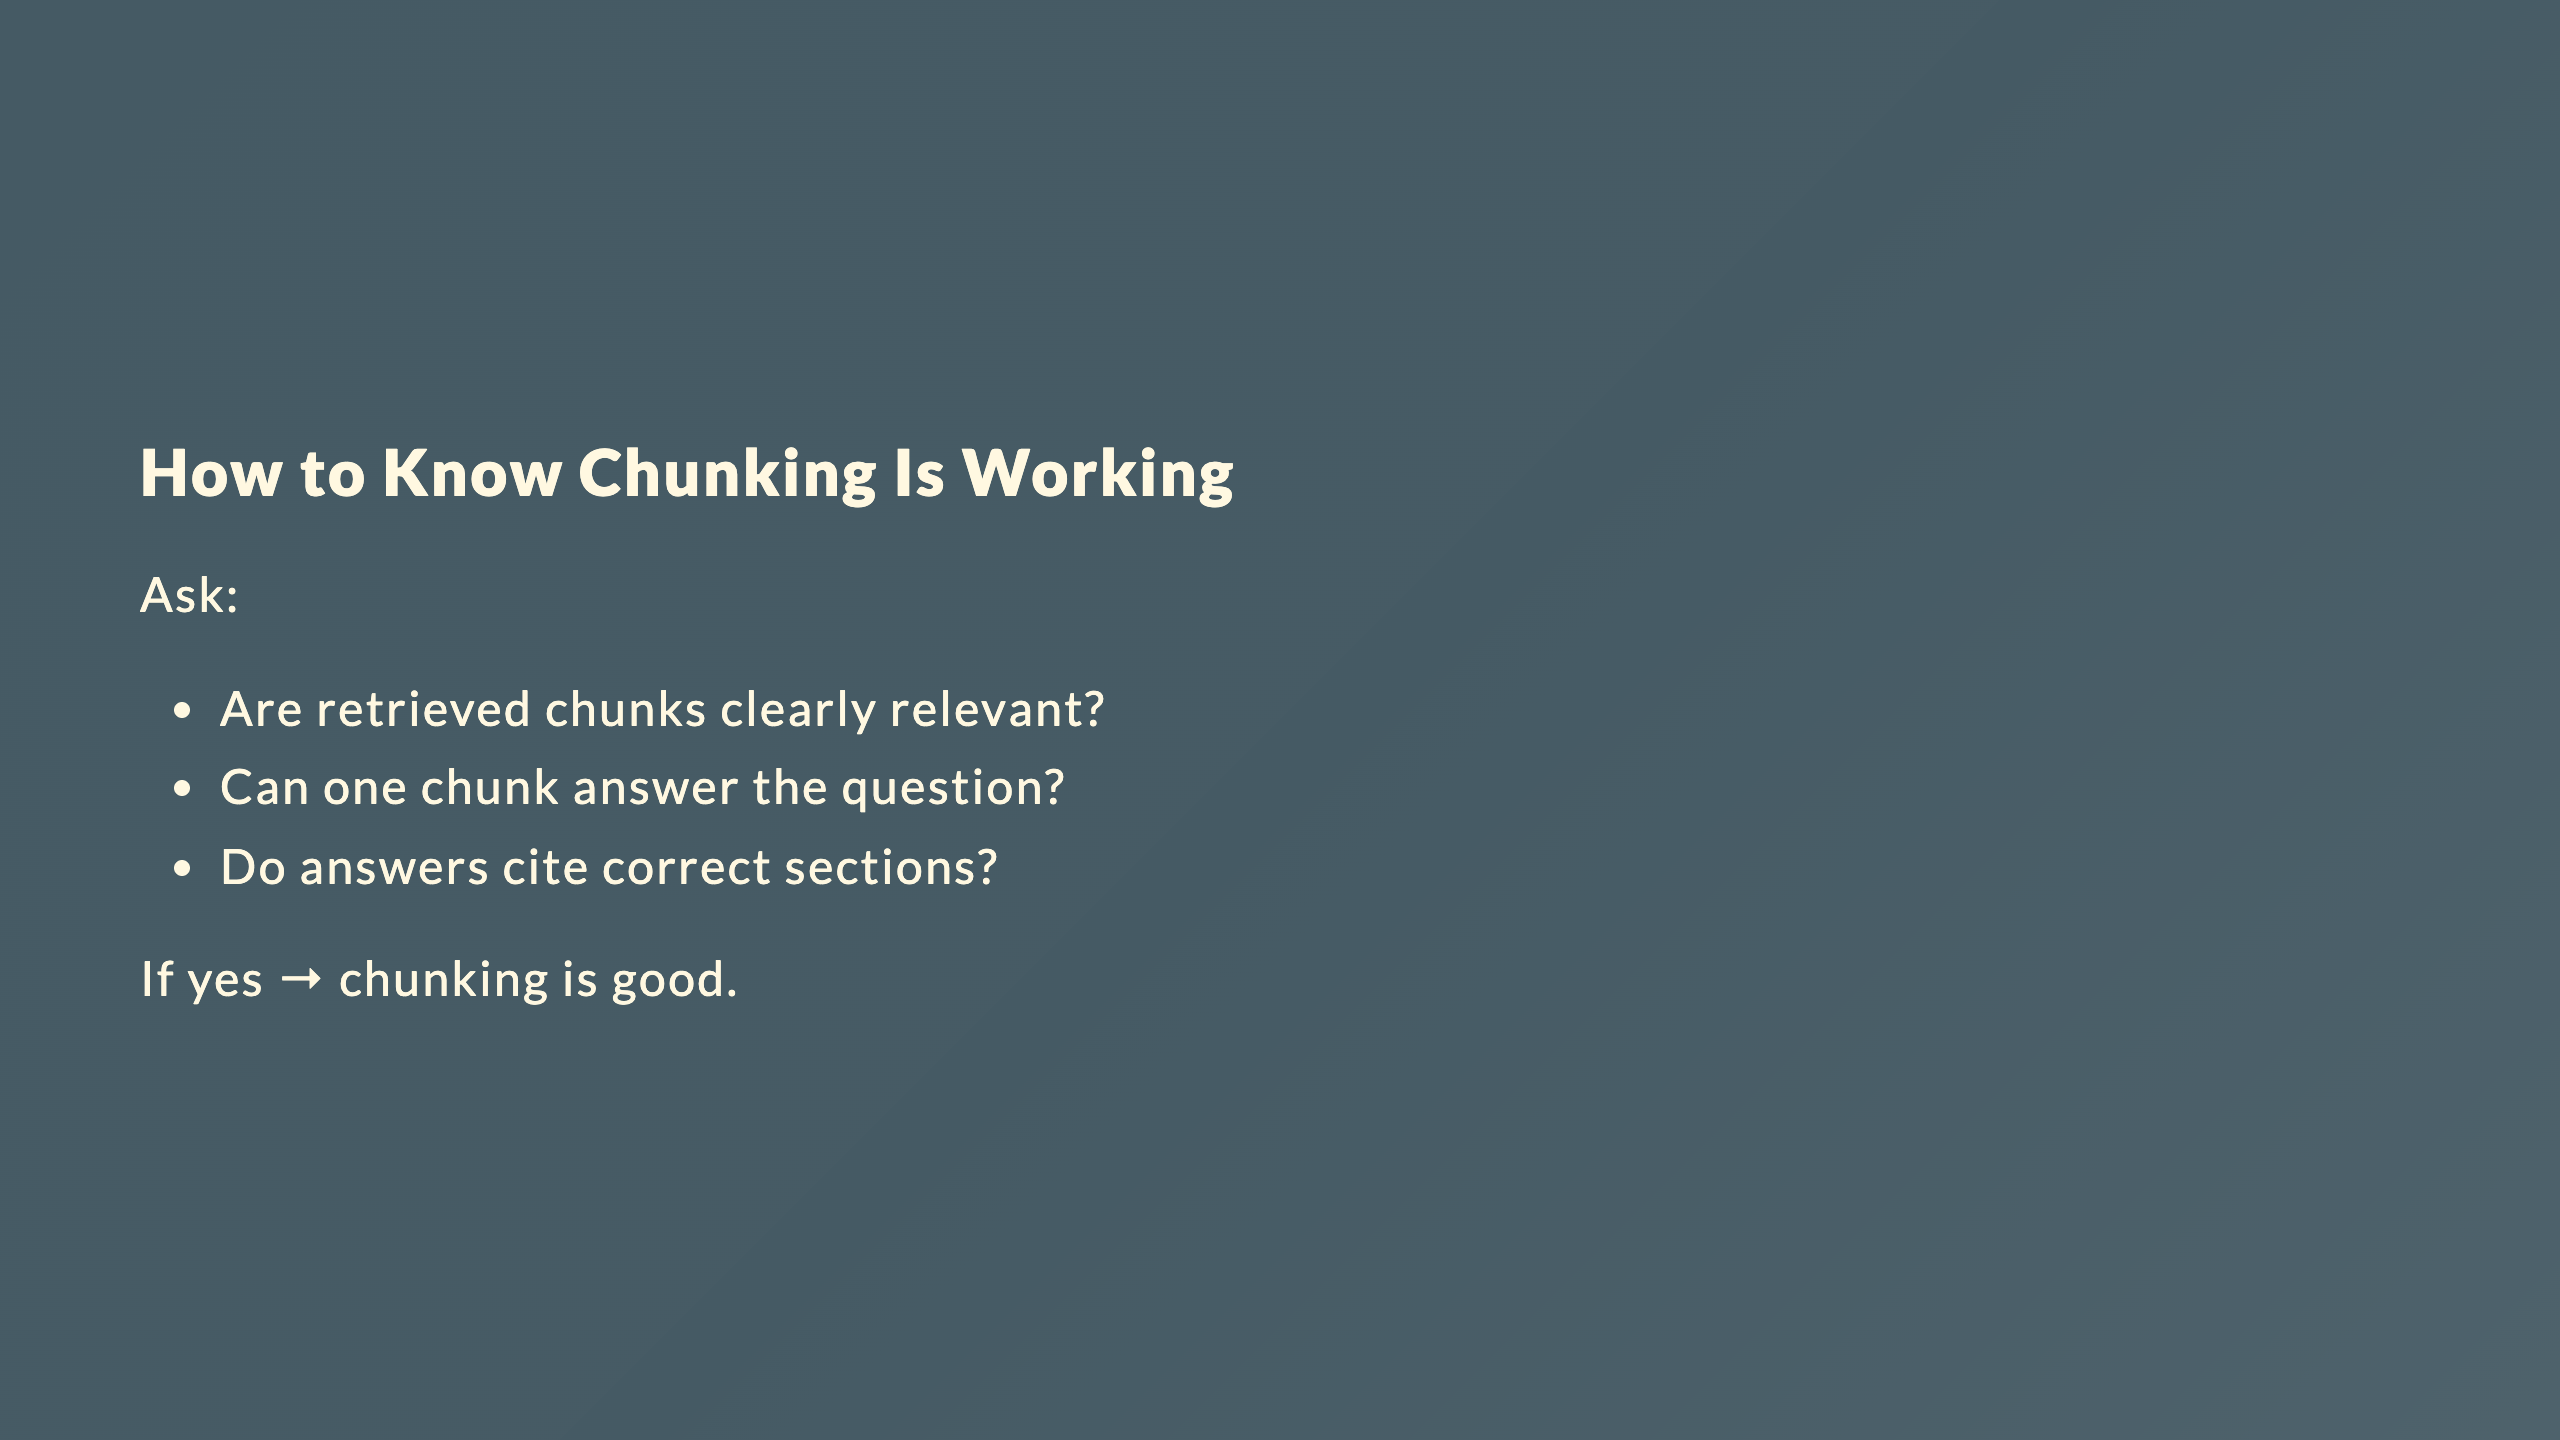 How to Know Chunking Is Working
Ask:
• Are retrieved chunks clearly relevant?
• Can one chunk answer the question?
• Do answers cite correct sections?
If yes → chunking is good.